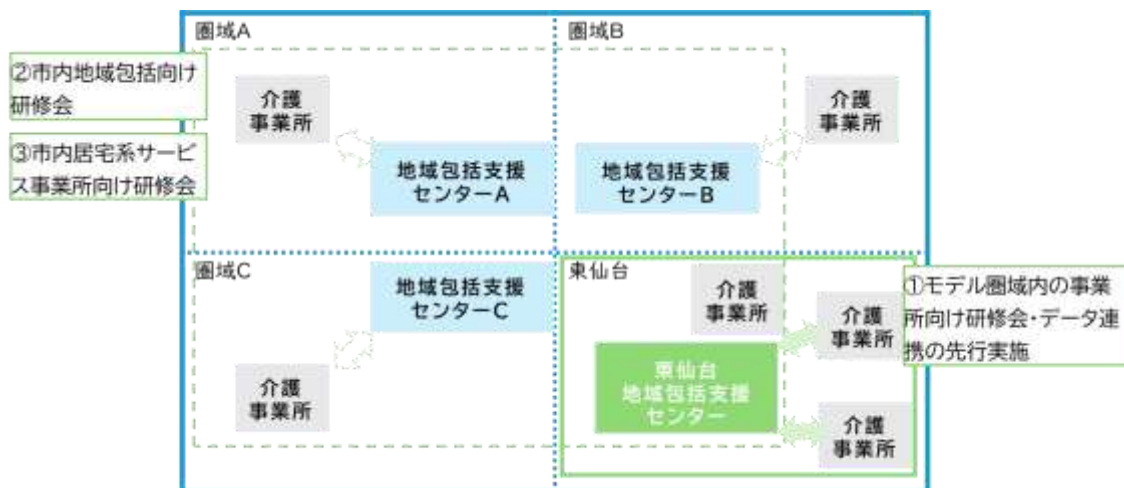 圏域A
圏域B
②市内地域包括向け
研修会
③市内居宅系サービ
ス事業所向け研修会
介護
事業所
地域包括支援
センターA
地域包括支援
センターB
介護
事業所
圏域C
地域包括支援
センターC
介護
事業所
東仙台
介護
事業所
介護
事業所
①モデル圏域内の事業
所向け研修会・データ連
携の先行実施
東仙台
地域包括支援
センター
介護
事業所